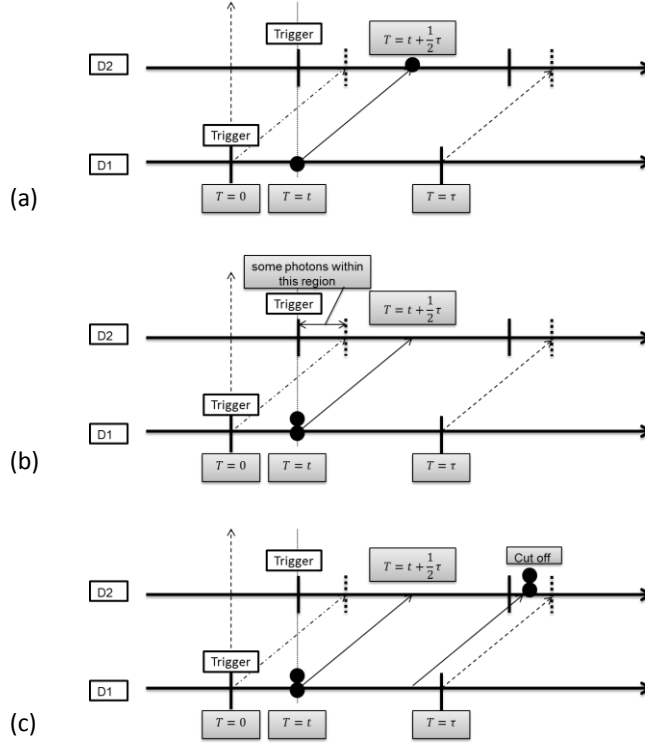 Trigger
T = t + 1/2 τ
D2
Trigger
D1
T = 0
T = t
T = τ
(a)
some photons within
this region
Trigger
T = t + 1/2 τ
D2
Trigger
D1
T = 0
T = t
T = τ
(b)
Cut off
Trigger
T = t + 1/2 τ
D2
Trigger
D1
T = 0
T = t
T = τ
(c)